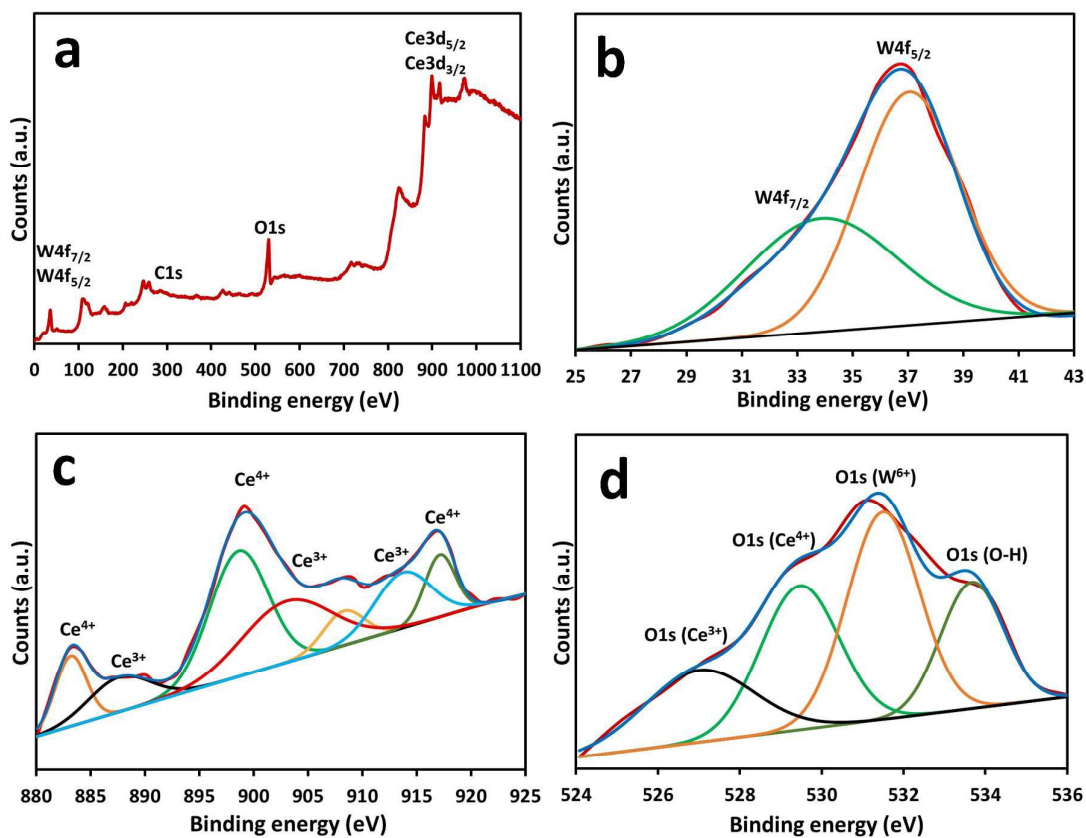 a
Ce3d5/2
Ce3d3/2
O1s
W4f7/2
W4f5/2
C1s
Counts (a.u.)
0 100 200 300 400 500 600 700 800 900 1000 1100
Binding energy (eV)
b
W4f5/2
W4f7/2
Counts (a.u.)
25 27 29 31 33 35 37 39 41 43
Binding energy (eV)
c
Ce4+
Ce4+
Ce3+
Ce3+
Ce4+
Ce3+
Counts (a.u.)
880 885 890 895 900 905 910 915 920 925
Binding energy (eV)
d
O1s (W6+)
O1s (Ce4+)
O1s (O-H)
O1s (Ce3+)
Counts (a.u.)
524 526 528 530 532 534 536
Binding energy (eV)